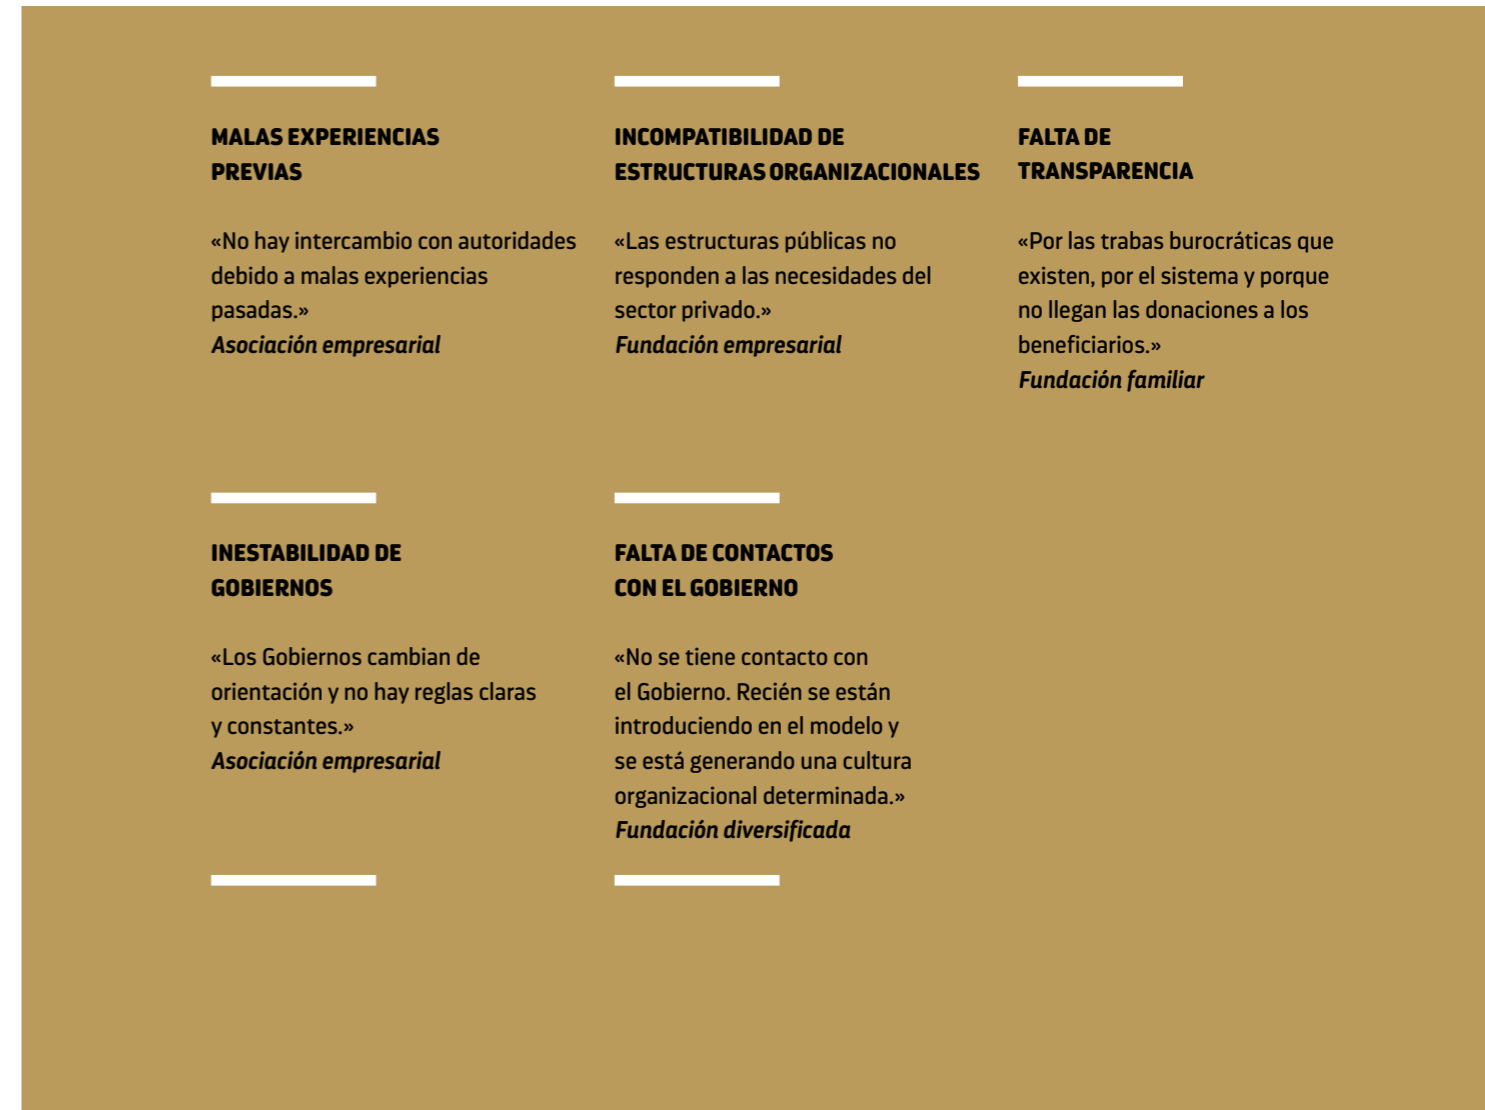 MALAS EXPERIENCIAS
PREVIAS
«No hay intercambio con autoridades
debido a malas experiencias
pasadas.»
Asociación empresarial
INCOMPATIBILIDAD DE
ESTRUCTURAS ORGANIZACIONALES
«Las estructuras públicas no
responden a las necesidades del
sector privado.»
Fundación empresarial
FALTA DE
TRANSPARENCIA
«Por las trabas burocráticas que
existen, por el sistema y porque
no llegan las donaciones a los
beneficiarios.»
Fundación familiar
INESTABILIDAD DE
GOBIERNOS
«Los Gobiernos cambian de
orientación y no hay reglas claras
y constantes.»
Asociación empresarial
FALTA DE CONTACTOS
CON EL GOBIERNO
«No se tiene contacto con
el Gobierno. Recién se están
introduciendo en el modelo y
se está generando una cultura
organizacional determinada.»
Fundación diversificada